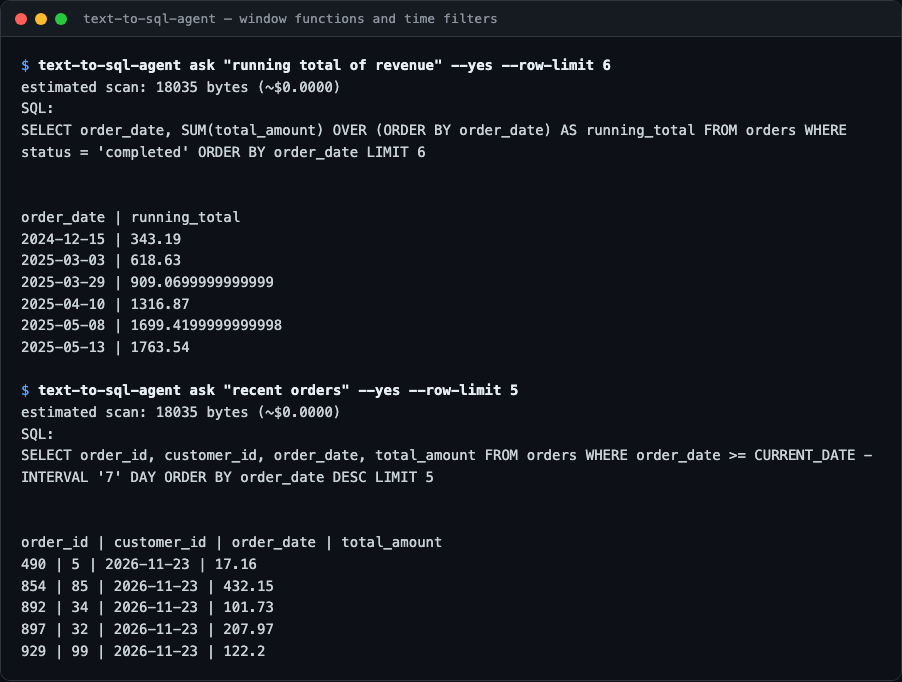 text-to-sql-agent — window functions and time filters
$ text-to-sql-agent ask "running total of revenue" --yes --row-limit 6
estimated scan: 18035 bytes (~$0.0000)
SQL:
SELECT order_date, SUM(total_amount) OVER (ORDER BY order_date) AS running_total FROM orders WHERE
status = 'completed' ORDER BY order_date LIMIT 6
order_date | running_total
2024-12-15 | 343.19
2025-03-03 | 618.63
2025-03-29 | 909.0699999999999
2025-04-10 | 1316.87
2025-05-08 | 1699.4199999999998
2025-05-13 | 1763.54
$ text-to-sql-agent ask "recent orders" --yes --row-limit 5
estimated scan: 18035 bytes (~$0.0000)
SQL:
SELECT order_id, customer_id, order_date, total_amount FROM orders WHERE order_date >= CURRENT_DATE -
INTERVAL '7' DAY ORDER BY order_date DESC LIMIT 5
order_id | customer_id | order_date | total_amount
490 | 5 | 2026-11-23 | 17.16
854 | 85 | 2026-11-23 | 432.15
892 | 34 | 2026-11-23 | 101.73
897 | 32 | 2026-11-23 | 207.97
929 | 99 | 2026-11-23 | 122.2